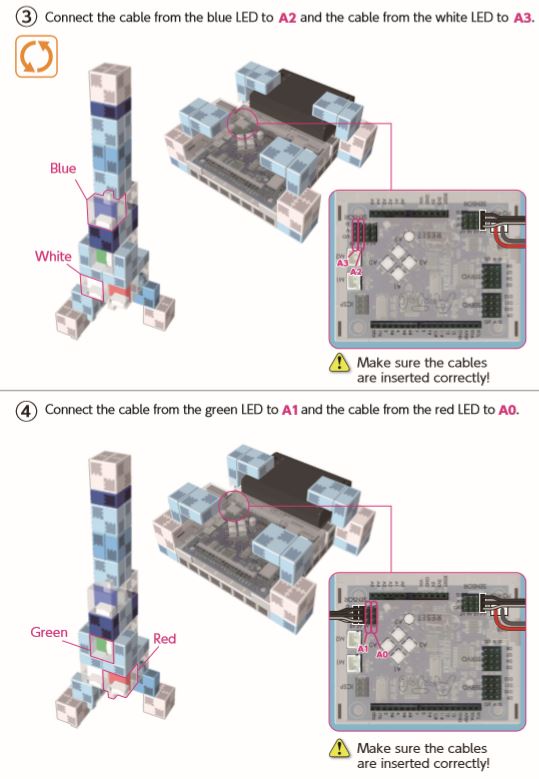 3 Connect the cable from the blue LED to A2 and the cable from the white LED to A3.
Blue
White
A3
A2
Make sure the cables
are inserted correctly!
4 Connect the cable from the green LED to A1 and the cable from the red LED to A0.
Green
Red
A1
A0
Make sure the cables
are inserted correctly!